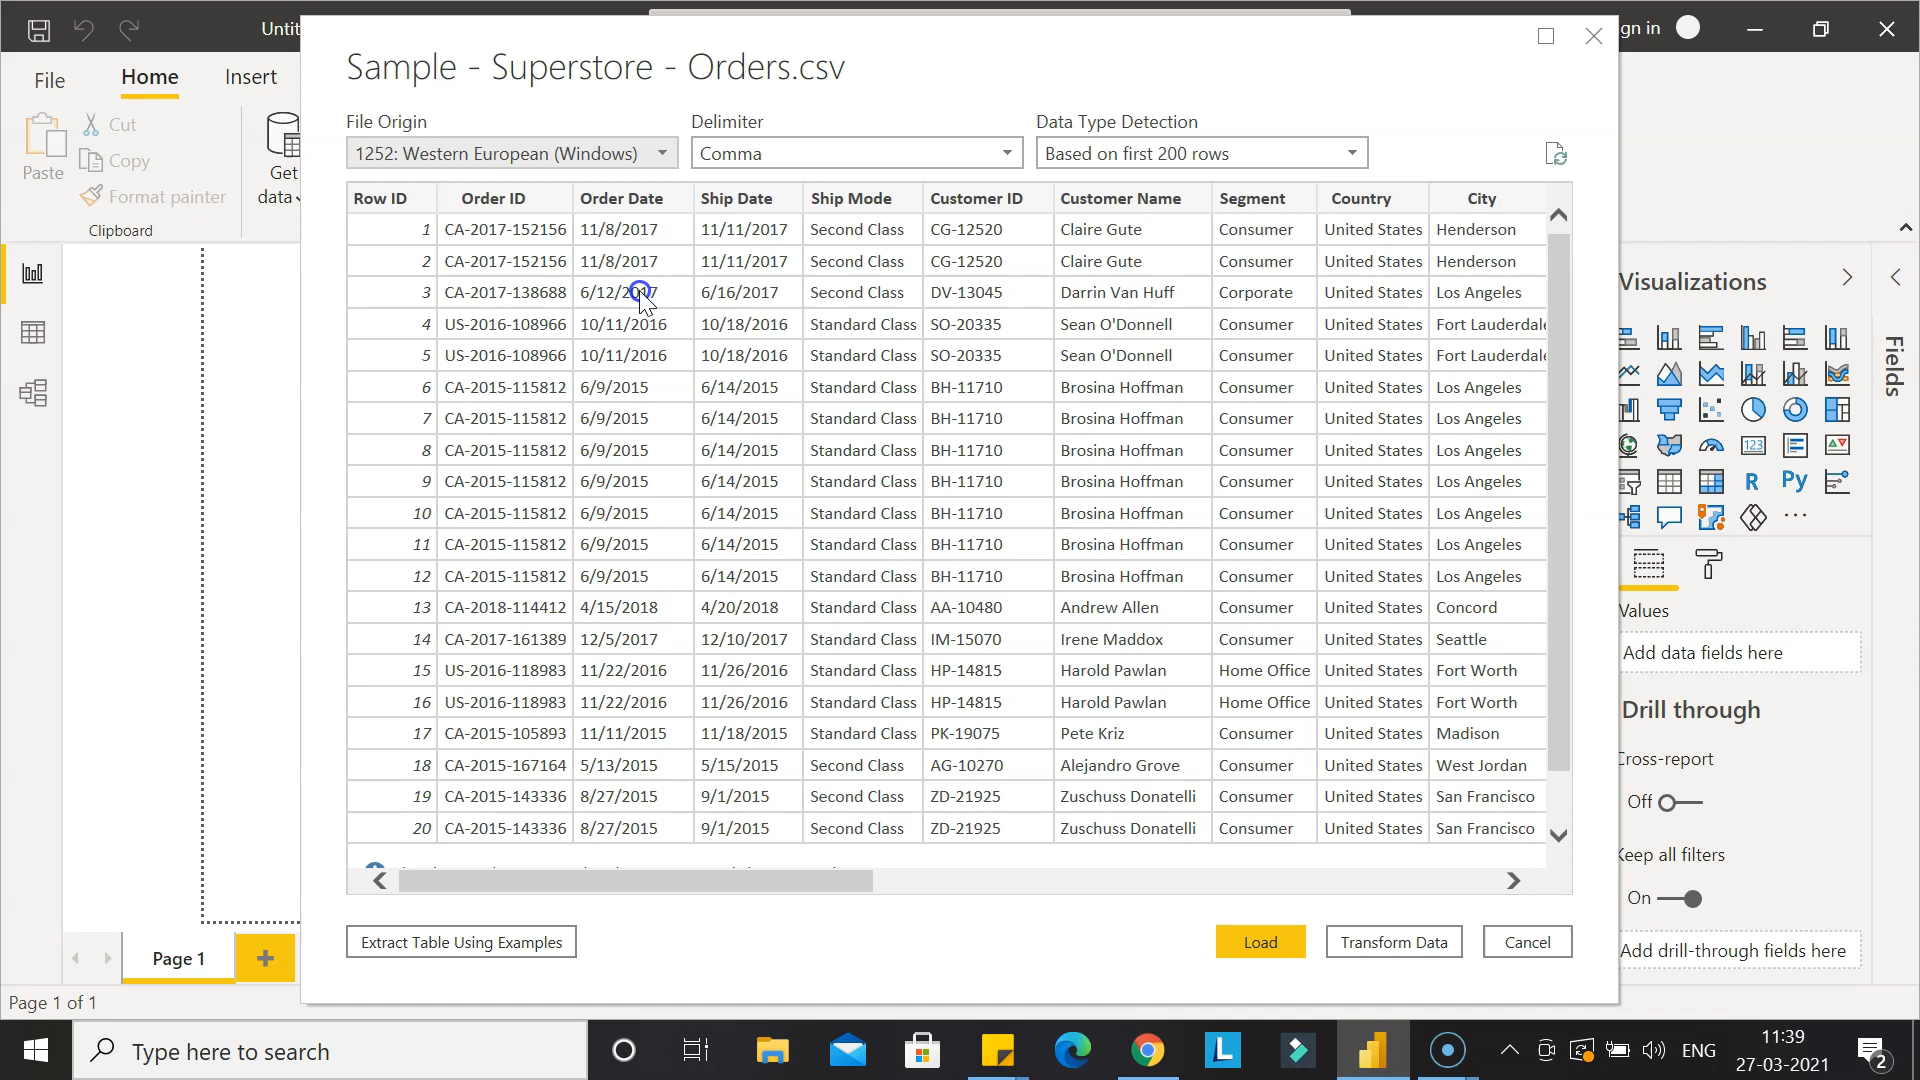 Untit
gn in
File
Home
Insert
Paste
Cut
Copy
Format painter
Clipboard
Get
data
Sample - Superstore - Orders.csv
File Origin
Delimiter
Data Type Detection
1252: Western European (Windows)
Comma
Based on first 200 rows
Row ID Order ID Order Date Ship Date Ship Mode Customer ID Customer Name Segment Country City
1 CA-2017-152156 11/8/2017 11/11/2017 Second Class CG-12520 Claire Gute Consumer United States Henderson
2 CA-2017-152156 11/8/2017 11/11/2017 Second Class CG-12520 Claire Gute Consumer United States Henderson
3 CA-2017-138688 6/12/2017 6/16/2017 Second Class DV-13045 Darrin Van Huff Corporate United States Los Angeles
4 US-2016-108966 10/11/2016 10/18/2016 Standard Class SO-20335 Sean O'Donnell Consumer United States Fort Lauderdale
5 US-2016-108966 10/11/2016 10/18/2016 Standard Class SO-20335 Sean O'Donnell Consumer United States Fort Lauderdale
6 CA-2015-115812 6/9/2015 6/14/2015 Standard Class BH-11710 Brosina Hoffman Consumer United States Los Angeles
7 CA-2015-115812 6/9/2015 6/14/2015 Standard Class BH-11710 Brosina Hoffman Consumer United States Los Angeles
8 CA-2015-115812 6/9/2015 6/14/2015 Standard Class BH-11710 Brosina Hoffman Consumer United States Los Angeles
9 CA-2015-115812 6/9/2015 6/14/2015 Standard Class BH-11710 Brosina Hoffman Consumer United States Los Angeles
10 CA-2015-115812 6/9/2015 6/14/2015 Standard Class BH-11710 Brosina Hoffman Consumer United States Los Angeles
11 CA-2015-115812 6/9/2015 6/14/2015 Standard Class BH-11710 Brosina Hoffman Consumer United States Los Angeles
12 CA-2015-115812 6/9/2015 6/14/2015 Standard Class BH-11710 Brosina Hoffman Consumer United States Los Angeles
13 CA-2018-114412 4/15/2018 4/20/2018 Standard Class AA-10480 Andrew Allen Consumer United States Concord
14 CA-2017-161389 12/5/2017 12/10/2017 Standard Class IM-15070 Irene Maddox Consumer United States Seattle
15 US-2016-118983 11/22/2016 11/26/2016 Standard Class HP-14815 Harold Pawlan Home Office United States Fort Worth
16 US-2016-118983 11/22/2016 11/26/2016 Standard Class HP-14815 Harold Pawlan Home Office United States Fort Worth
17 CA-2015-105893 11/11/2015 11/18/2015 Standard Class PK-19075 Pete Kriz Consumer United States Madison
18 CA-2015-167164 5/13/2015 5/15/2015 Second Class AG-10270 Alejandro Grove Consumer United States West Jordan
19 CA-2015-143336 8/27/2015 9/1/2015 Second Class ZD-21925 Zuschuss Donatelli Consumer United States San Francisco
20 CA-2015-143336 8/27/2015 9/1/2015 Second Class ZD-21925 Zuschuss Donatelli Consumer United States San Francisco
Extract Table Using Examples
Load
Transform Data
Cancel
Visualizations
Fields
123
R
Py
Values
Add data fields here
Drill through
Cross-report
Off
Keep all filters
On
Add drill-through fields here
Page 1
Page 1 of 1
Type here to search
L
ENG
11:39
27-03-2021
2